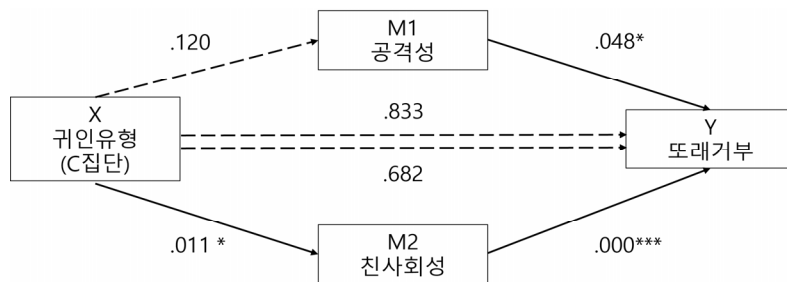 M1
공격성
.120
.048*
X
귀인유형
(C집단)
.833
.682
Y
또래거부
.011 *
M2
친사회성
.000***